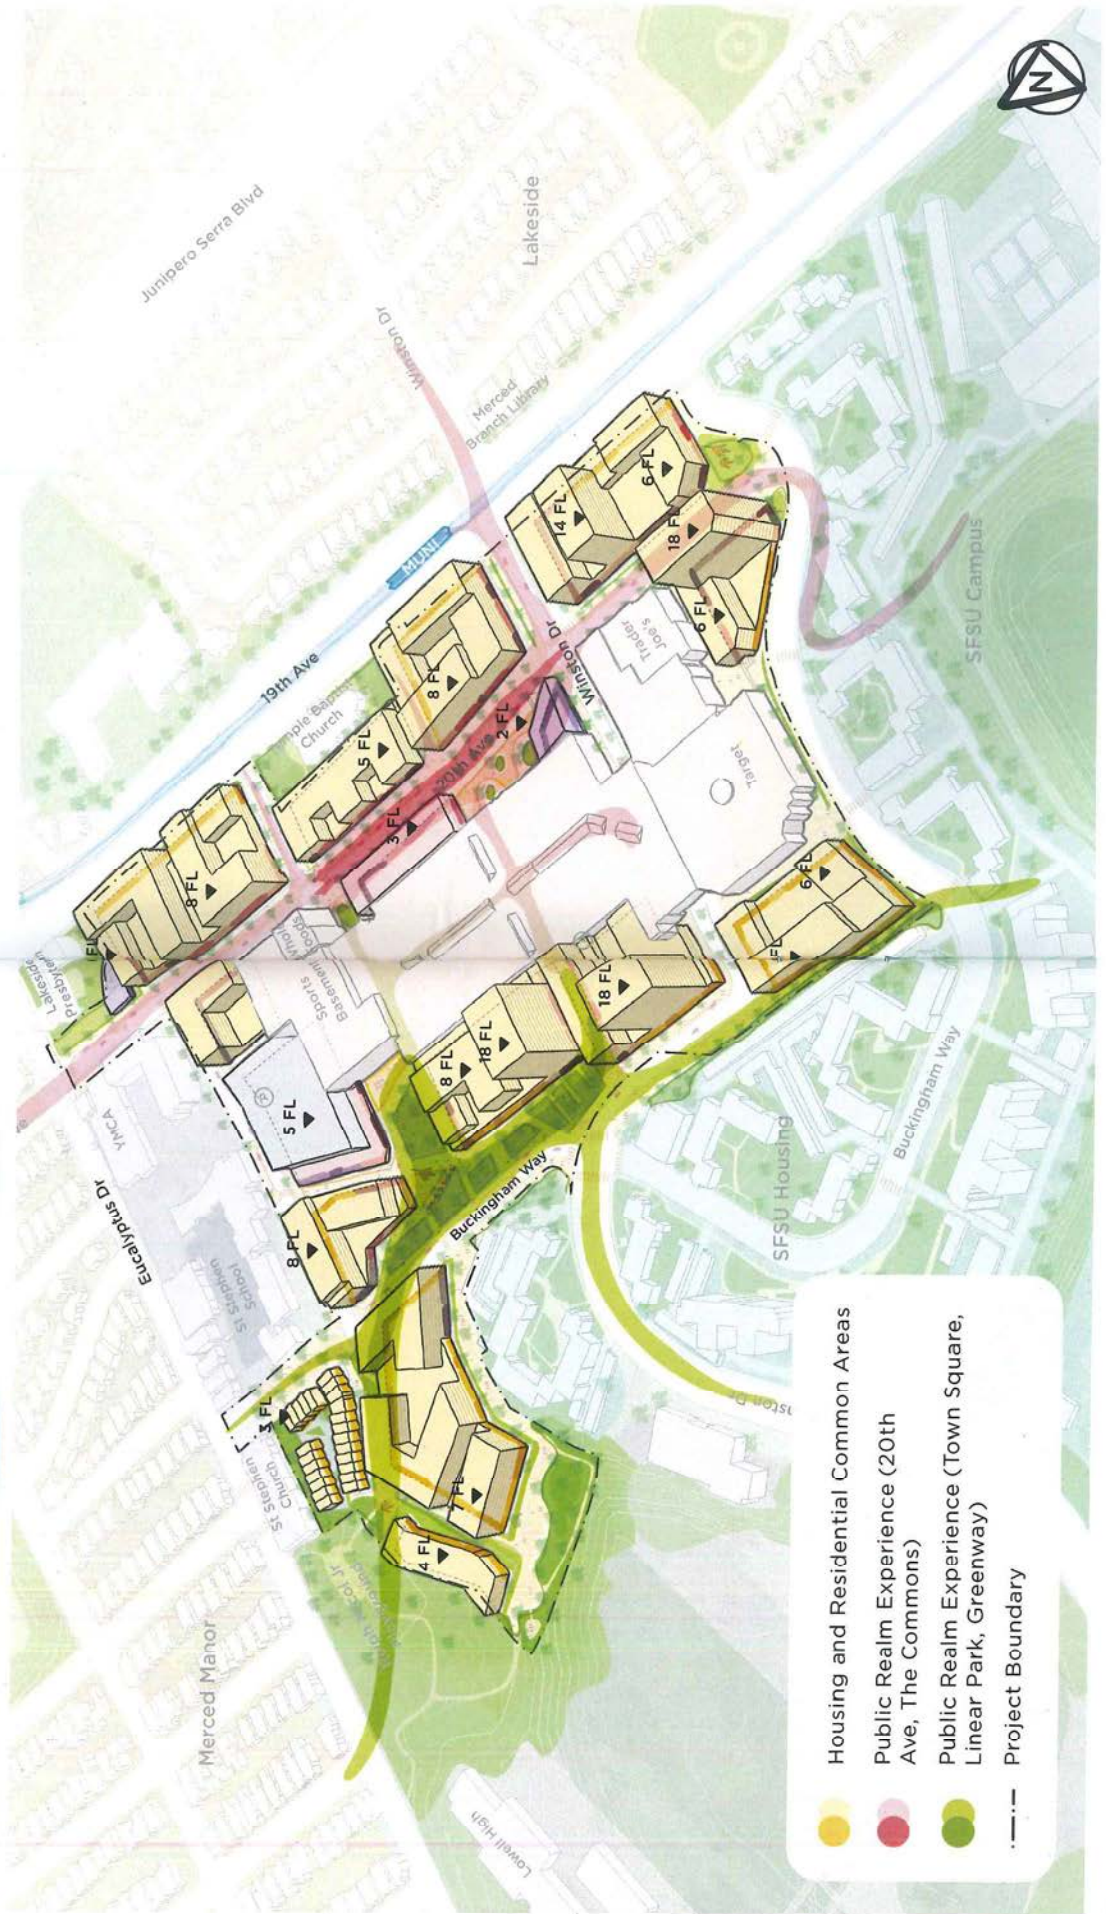 N
Junipero Serra Blvd
Lakeside
Winston Dr
Merced
Branch Library
MUNI
19th Ave
Church
Lakeside
14 FL
6 FL
18 FL
6 FL
Trader
Joe's
Winston Dr
Target
SFSU Campus
8 FL
2 FL
20th Ave
5 FL
3 FL
8 FL
FL
Sports
Basement
5 FL
P
YMCA
Eucalyptus Dr
St Stephen
School
8 FL
18 FL
18 FL
6 FL
FL
8 FL
Buckingham Way
Buckingham Way
SFSU Housing
3 FL
St Stephen
Church
FL
4 FL
Merced Manor
Lowell High
Housing and Residential Common Areas
Public Realm Experience (20th
Ave, The Commons)
Public Realm Experience (Town Square,
Linear Park, Greenway)
Project Boundary